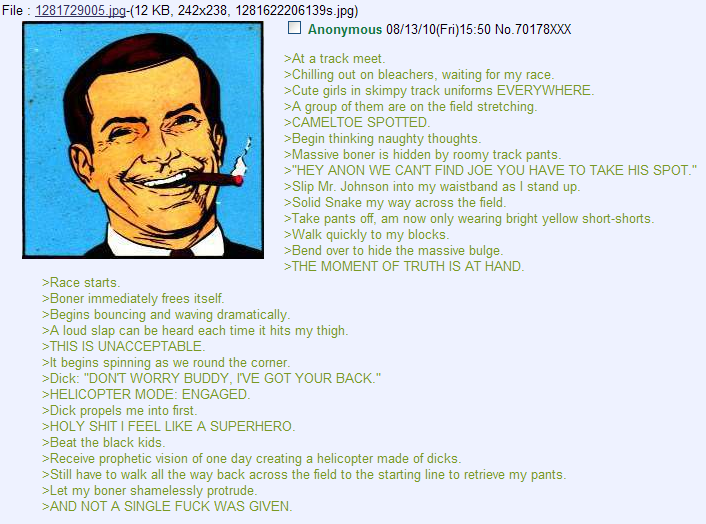 File : 1281729005.jpg-(12 KB, 242x238, 1281622206139s.jpg)
Anonymous 08/13/10(Fri)15:50 No.70178XXX
>At a track meet.
>Chilling out on bleachers, waiting for my race.
>Cute girls in skimpy track uniforms EVERYWHERE.
>A group of them are on the field stretching.
>CAMELTOE SPOTTED.
>Begin thinking naughty thoughts.
>Massive boner is hidden by roomy track pants.
>"HEY ANON WE CAN'T FIND JOE YOU HAVE TO TAKE HIS SPOT."
>Slip Mr. Johnson into my waistband as I stand up.
>Solid Snake my way across the field.
>Take pants off, am now only wearing bright yellow short-shorts.
>Walk quickly to my blocks.
>Bend over to hide the massive bulge.
>THE MOMENT OF TRUTH IS AT HAND.
>Race starts.
>Boner immediately frees itself.
>Begins bouncing and waving dramatically.
>A loud slap can be heard each time it hits my thigh.
>THIS IS UNACCEPTABLE.
>It begins spinning as we round the corner.
>Dick: "DON'T WORRY BUDDY, I'VE GOT YOUR BACK."
>HELICOPTER MODE: ENGAGED.
>Dick propels me into first.
>HOLY SHIT I FEEL LIKE A SUPERHERO.
>Beat the black kids.
>Receive prophetic vision of one day creating a helicopter made of dicks.
>Still have to walk all the way back across the field to the starting line to retrieve my pants.
>Let my boner shamelessly protrude.
>AND NOT A SINGLE FUCK WAS GIVEN.